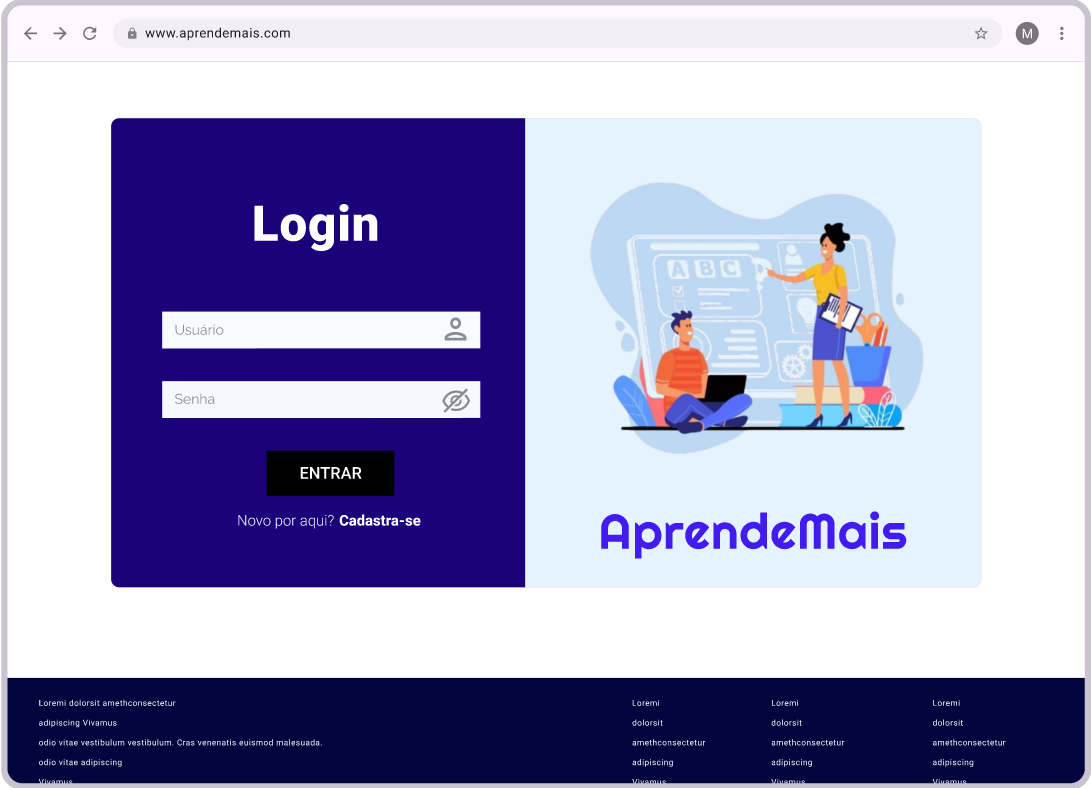 www.aprendemais.com
M
Login
Usuário
Senha
ENTRAR
Novo por aqui? Cadastra-se
A B C
AprendeMais
Loremi dolorsit amethconsectetur
adipiscing Vivamus
odio vitae vestibulum vestibulum. Cras venenatis euismod malesuada.
odio vitae adipiscing
Vivamus
Loremi
dolorsit
amethconsectetur
adipiscing
Vivamus
Loremi
dolorsit
amethconsectetur
adipiscing
Vivamus
Loremi
dolorsit
amethconsectetur
adipiscing
Vivamus